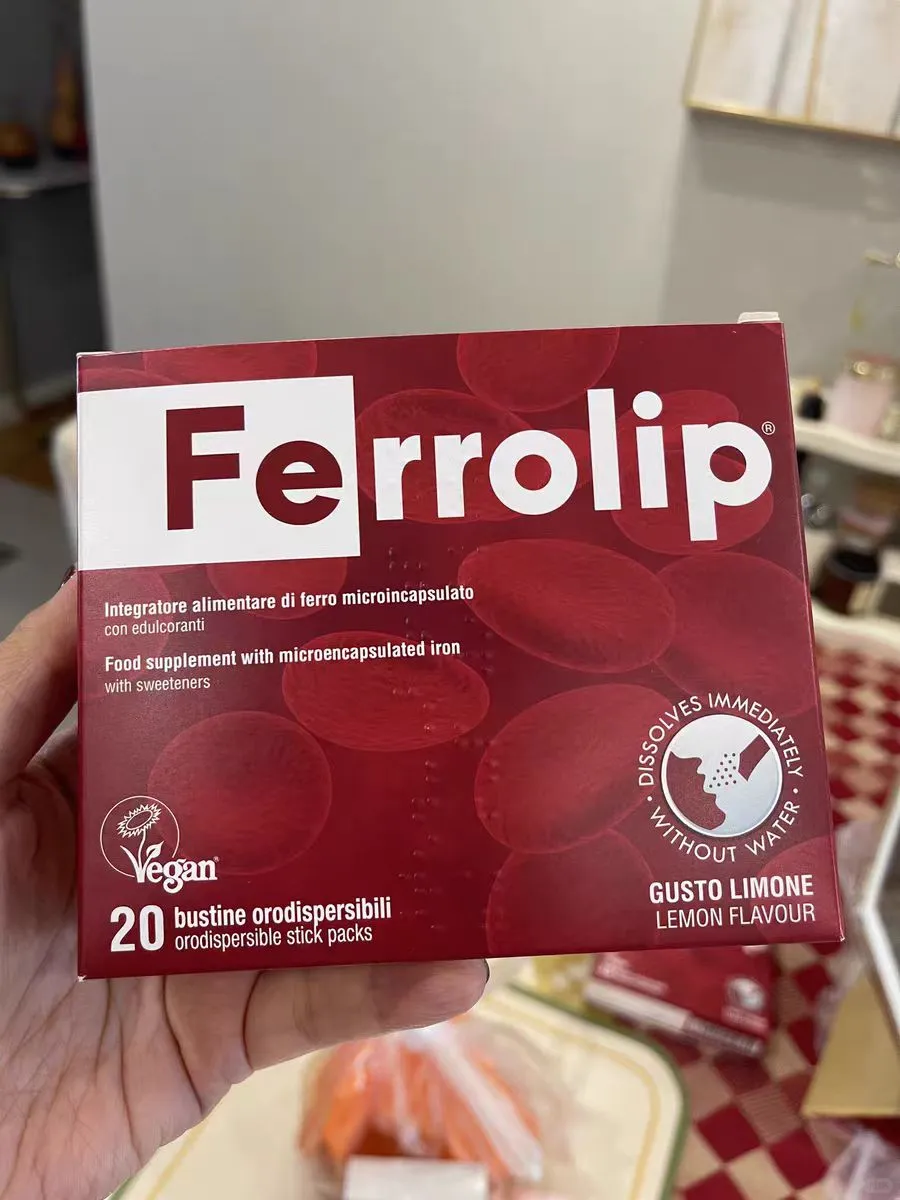 Ferrolip®
Integratore alimentare di ferro microincapsulato
con edulcoranti
Food supplement with microencapsulated iron
with sweeteners
DISSOLVES IMMEDIATELY
• WITHOUT WATER •
Vegan
20 bustine orodispersibili
orodispersible stick packs
GUSTO LIMONE
LEMON FLAVOUR